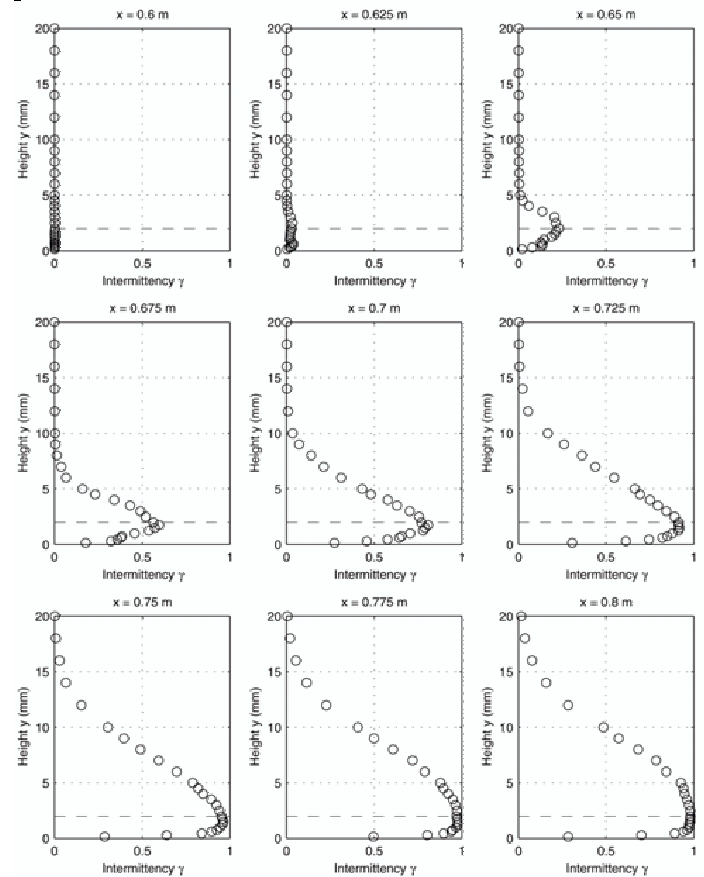 x = 0.6 m
x = 0.625 m
x = 0.65 m
20
15
10
5
0
Height y (mm)
0 0.5 1
Intermittency γ
20
15
10
5
0
Height y (mm)
0 0.5 1
Intermittency γ
20
15
10
5
0
Height y (mm)
0 0.5 1
Intermittency γ
x = 0.675 m
x = 0.7 m
x = 0.725 m
20
15
10
5
0
Height y (mm)
0 0.5 1
Intermittency γ
20
15
10
5
0
Height y (mm)
0 0.5 1
Intermittency γ
20
15
10
5
0
Height y (mm)
0 0.5 1
Intermittency γ
x = 0.75 m
x = 0.775 m
x = 0.8 m
20
15
10
5
0
Height y (mm)
0 0.5 1
Intermittency γ
20
15
10
5
0
Height y (mm)
0 0.5 1
Intermittency γ
20
15
10
5
0
Height y (mm)
0 0.5 1
Intermittency γ